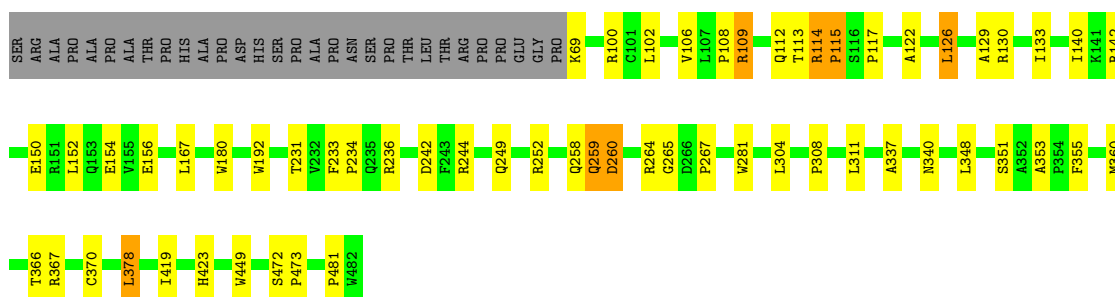 SER ARG ALA PRO ALA PRO ALA THR PRO HIS ALA PRO ASP HIS SER PRO ALA PRO ASN SER PRO THR LEU THR ARG PRO PRO GLU GLY PRO K69 R100 C101 L102 V106 L107 P108 R109 Q112 T113 R114 P115 S116 P117 A122 L126 A129 R130 I133 I140 K141 R142
E150 R151 L152 Q153 E154 V155 E156 L167 W180 W192 T231 V232 F233 P234 Q235 R236 D242 F243 R244 Q249 R252 Q258 Q259 D260 R264 G265 D266 P267 W281 L304 P308 L311 A337 N340 L348 S351 A352 A353 P354 F355 M360
T366 R367 C370 L378 I419 H423 W449 S472 P473 P481 W482